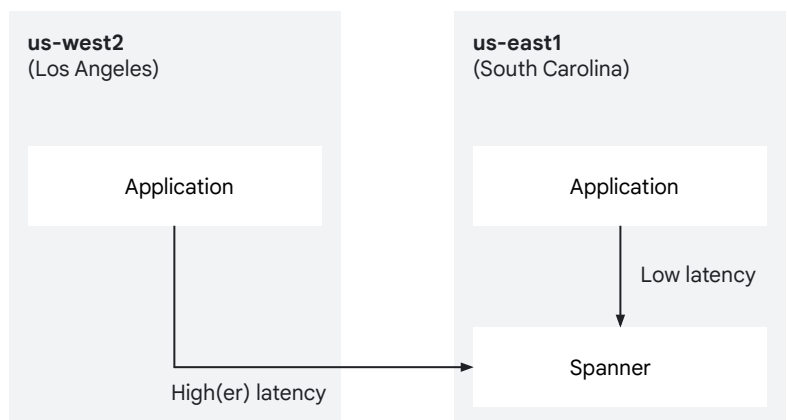 us-west2
(Los Angeles)
Application
High(er) latency
us-east1
(South Carolina)
Application
Low latency
Spanner